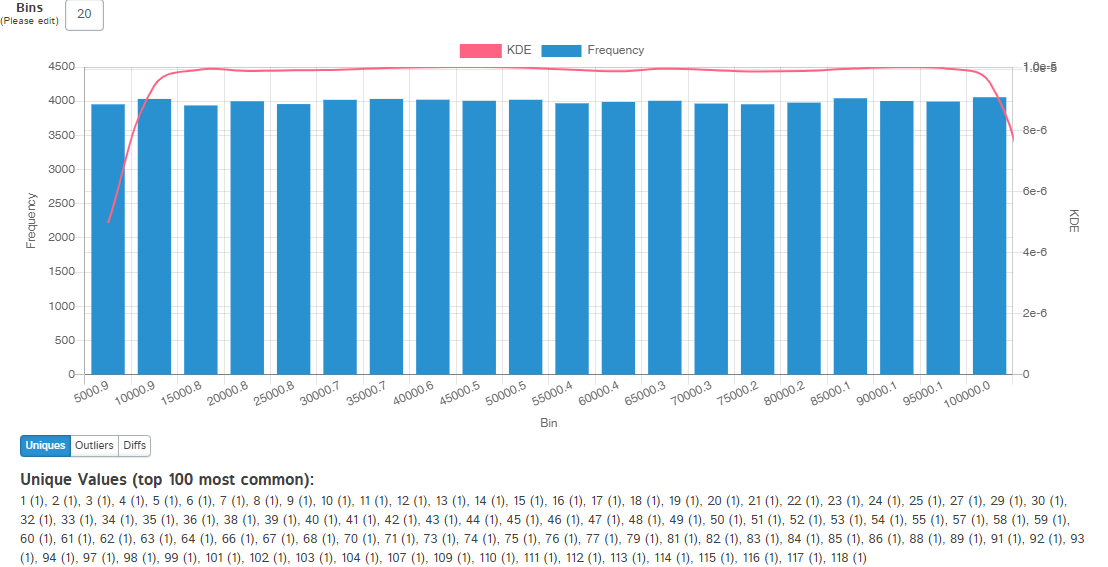 Bins
(Please edit)
20
KDE Frequency
4500
4000
3500
3000
2500
2000
1500
1000
500
0
Frequency
1.0e-5
8e-6
6e-6
4e-6
2e-6
0
KDE
5000.9 10000.9 15000.8 20000.8 25000.8 30000.7 35000.7 40000.6 45000.5 50000.5 55000.4 60000.4 65000.3 70000.3 75000.2 80000.2 85000.1 90000.1 95000.1 100000.0
Bin
Uniques Outliers Diffs
Unique Values (top 100 most common):
1 (1), 2 (1), 3 (1), 4 (1), 5 (1), 6 (1), 7 (1), 8 (1), 9 (1), 10 (1), 11 (1), 12 (1), 13 (1), 14 (1), 15 (1), 16 (1), 17 (1), 18 (1), 19 (1), 20 (1), 21 (1), 22 (1), 23 (1), 24 (1), 25 (1), 27 (1), 29 (1), 30 (1),
32 (1), 33 (1), 34 (1), 35 (1), 36 (1), 38 (1), 39 (1), 40 (1), 41 (1), 42 (1), 43 (1), 44 (1), 45 (1), 46 (1), 47 (1), 48 (1), 49 (1), 50 (1), 51 (1), 52 (1), 53 (1), 54 (1), 55 (1), 57 (1), 58 (1), 59 (1),
60 (1), 61 (1), 62 (1), 63 (1), 64 (1), 66 (1), 67 (1), 68 (1), 70 (1), 71 (1), 73 (1), 74 (1), 75 (1), 76 (1), 77 (1), 79 (1), 81 (1), 82 (1), 83 (1), 84 (1), 85 (1), 86 (1), 88 (1), 89 (1), 91 (1), 92 (1), 93
(1), 94 (1), 97 (1), 98 (1), 99 (1), 101 (1), 102 (1), 103 (1), 104 (1), 107 (1), 109 (1), 110 (1), 111 (1), 112 (1), 113 (1), 114 (1), 115 (1), 116 (1), 117 (1), 118 (1)